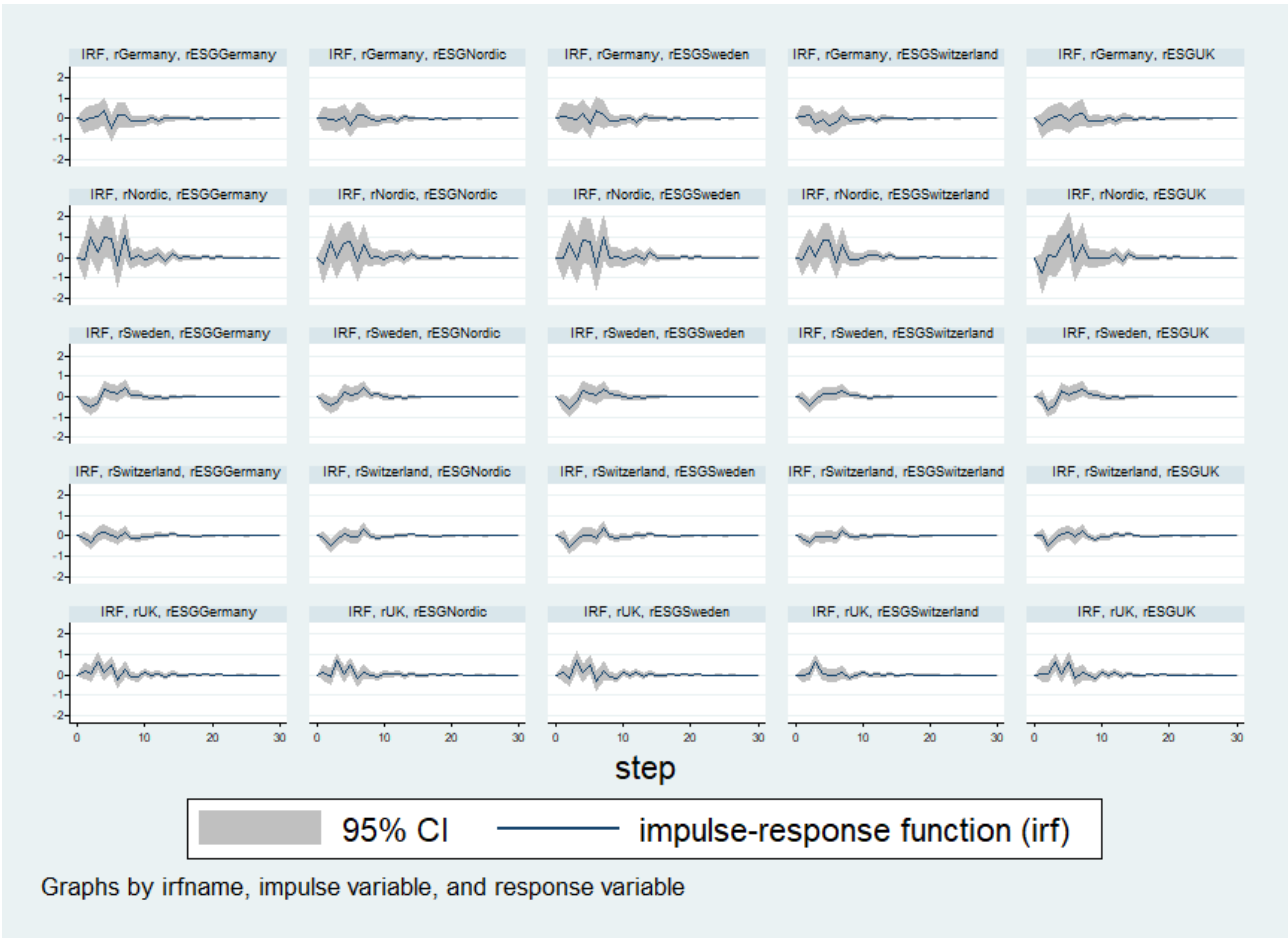 IRF, rGermany, rESGGermany IRF, rGermany, rESGNordic IRF, rGermany, rESGSweden IRF, rGermany, rESGSwitzerland IRF, rGermany, rESGUK
2
1
0
-1
-2
IRF, rNordic, rESGGermany IRF, rNordic, rESGNordic IRF, rNordic, rESGSweden IRF, rNordic, rESGSwitzerland IRF, rNordic, rESGUK
2
1
0
-1
-2
IRF, rSweden, rESGGermany IRF, rSweden, rESGNordic IRF, rSweden, rESGSweden IRF, rSweden, rESGSwitzerland IRF, rSweden, rESGUK
2
1
0
-1
-2
IRF, rSwitzerland, rESGGermany IRF, rSwitzerland, rESGNordic IRF, rSwitzerland, rESGSweden IRF, rSwitzerland, rESGSwitzerland IRF, rSwitzerland, rESGUK
2
1
0
-1
-2
IRF, rUK, rESGGermany IRF, rUK, rESGNordic IRF, rUK, rESGSweden IRF, rUK, rESGSwitzerland IRF, rUK, rESGUK
2
1
0
-1
-2
0 10 20 30 0 10 20 30 0 10 20 30 0 10 20 30 0 10 20 30
step
95% CI impulse-response function (irf)
Graphs by irfname, impulse variable, and response variable